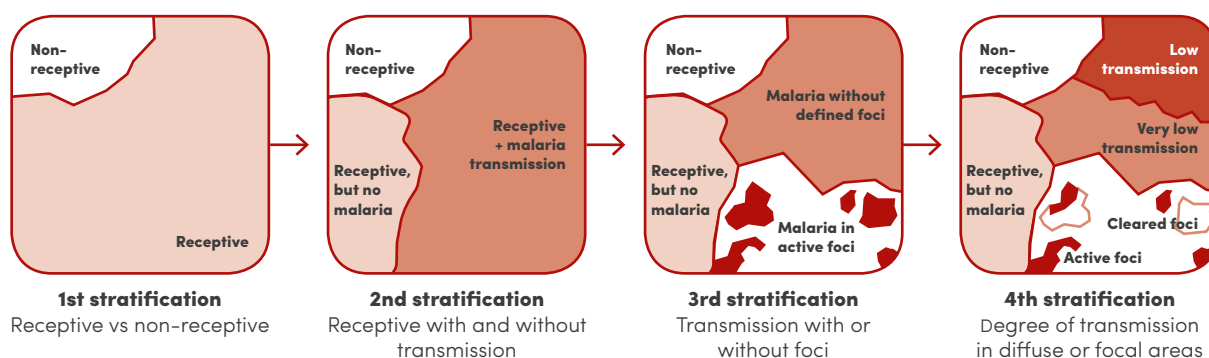 Non-
receptive
Receptive
1st stratification
Receptive vs non-receptive
Non-
receptive
Receptive
+ malaria
transmission
Receptive,
but no
malaria
2nd stratification
Receptive with and without
transmission
Non-
receptive
Malaria without
defined foci
Receptive,
but no
malaria
Malaria in
active foci
3rd stratification
Transmission with or
without foci
Non-
receptive
Low
transmission
Very low
transmission
Receptive,
but no
malaria
Cleared foci
Active foci
4th stratification
Degree of transmission
in diffuse or focal areas